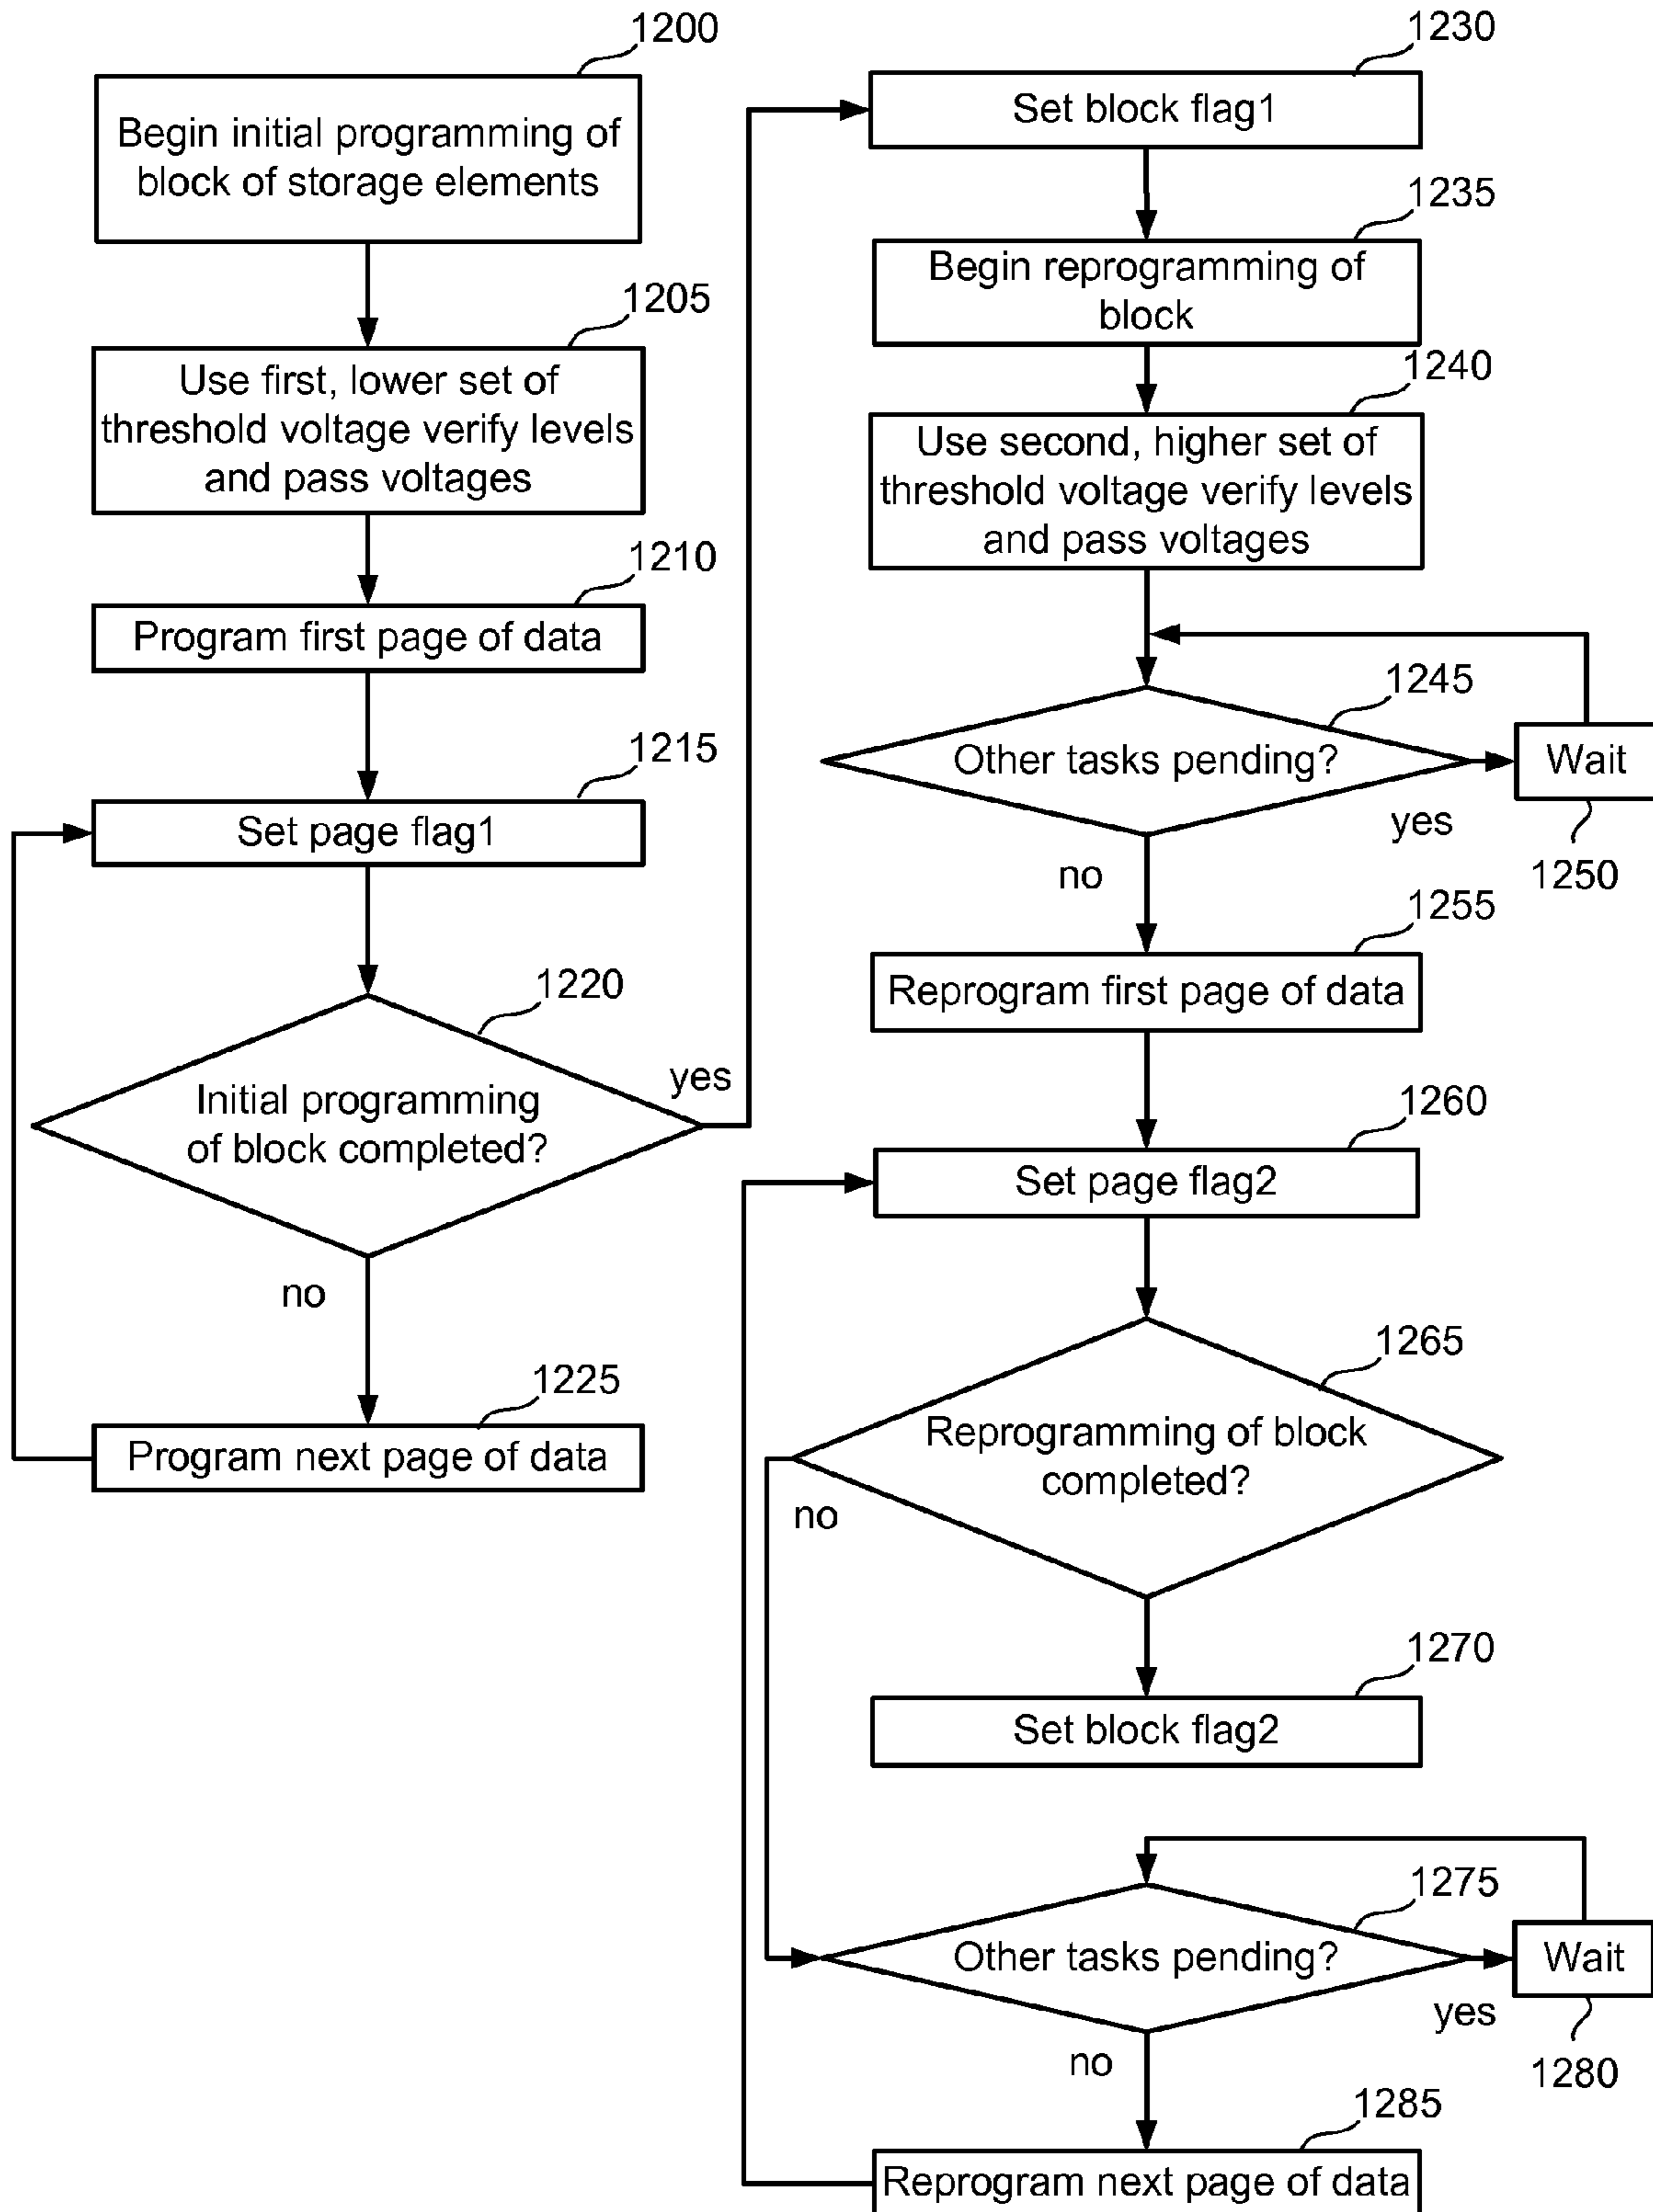 1200
Begin initial programming of
block of storage elements
1205
Use first, lower set of
threshold voltage verify levels
and pass voltages
1210
Program first page of data
1215
Set page flag1
1220
Initial programming
of block completed?
yes
no
1225
Program next page of data
1230
Set block flag1
1235
Begin reprogramming of
block
1240
Use second, higher set of
threshold voltage verify levels
and pass voltages
1245
Other tasks pending?
Wait
yes
1250
no
1255
Reprogram first page of data
1260
Set page flag2
1265
Reprogramming of block
completed?
no
1270
Set block flag2
1275
Other tasks pending?
Wait
yes
1280
no
1285
Reprogram next page of data